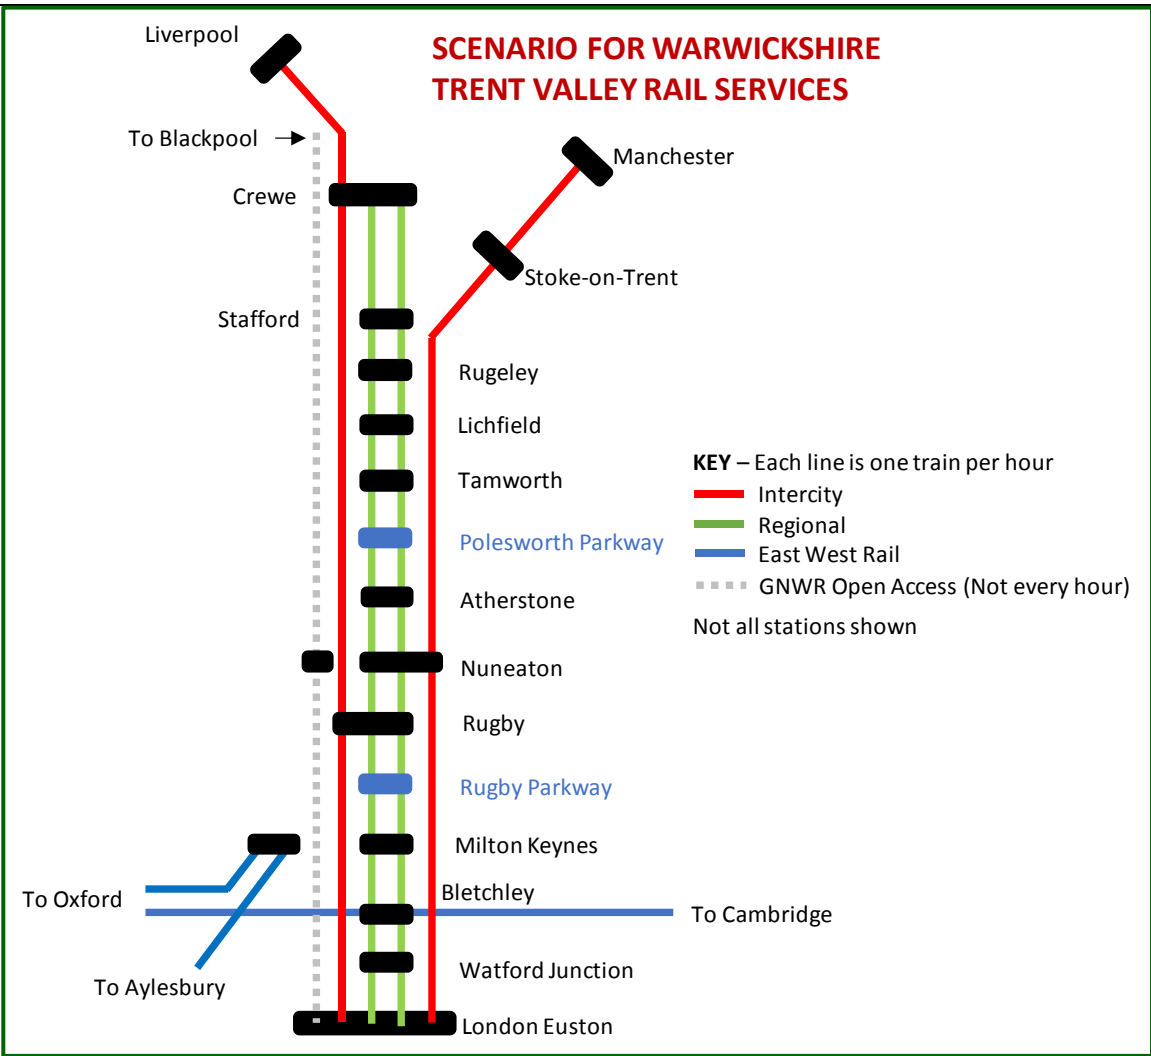 SCENARIO FOR WARWICKSHIRE
TRENT VALLEY RAIL SERVICES
Liverpool
To Blackpool
Manchester
Crewe
Stoke-on-Trent
Stafford
Rugeley
Lichfield
Tamworth
Polesworth Parkway
Atherstone
Nuneaton
Rugby
Rugby Parkway
Milton Keynes
Bletchley
To Oxford
To Cambridge
Watford Junction
To Aylesbury
London Euston
KEY – Each line is one train per hour
Intercity
Regional
East West Rail
GNWR Open Access (Not every hour)
Not all stations shown